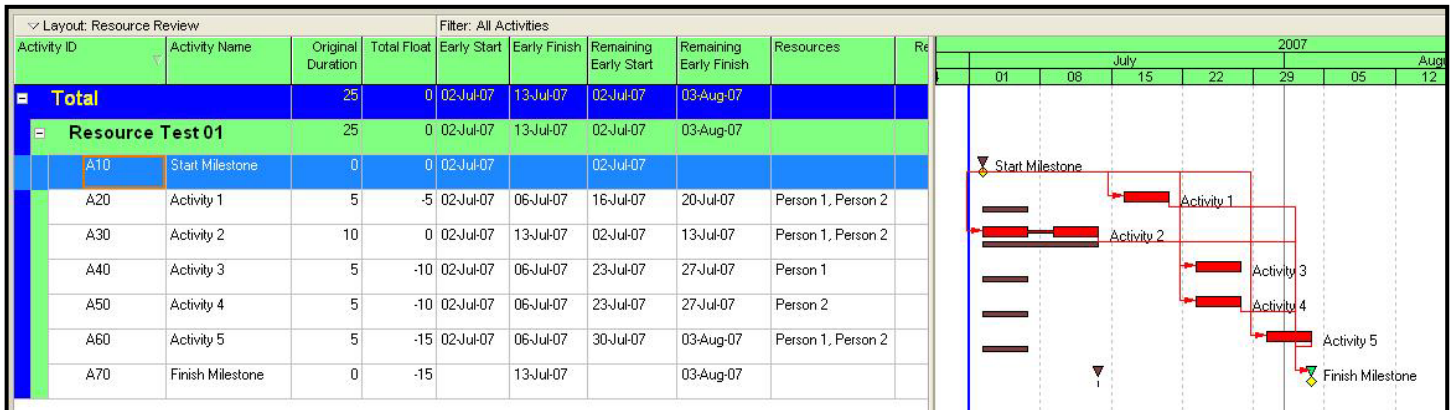 Layout: Resource Review Filter: All Activities
Activity ID Activity Name Original Duration Total Float Early Start Early Finish Remaining Early Start Remaining Early Finish Resources Re
2007
July Augu
01 08 15 22 29 05 12
Total 25 0 02-Jul-07 13-Jul-07 02-Jul-07 03-Aug-07
Resource Test 01 25 0 02-Jul-07 13-Jul-07 02-Jul-07 03-Aug-07
A10 Start Milestone 0 0 02-Jul-07 02-Jul-07 Start Milestone
A20 Activity 1 5 -5 02-Jul-07 06-Jul-07 16-Jul-07 20-Jul-07 Person 1, Person 2 Activity 1
A30 Activity 2 10 0 02-Jul-07 13-Jul-07 02-Jul-07 13-Jul-07 Person 1, Person 2 Activity 2
A40 Activity 3 5 -10 02-Jul-07 06-Jul-07 23-Jul-07 27-Jul-07 Person 1 Activity 3
A50 Activity 4 5 -10 02-Jul-07 06-Jul-07 23-Jul-07 27-Jul-07 Person 2 Activity 4
A60 Activity 5 5 -15 02-Jul-07 06-Jul-07 30-Jul-07 03-Aug-07 Person 1, Person 2 Activity 5
A70 Finish Milestone 0 -15 13-Jul-07 03-Aug-07 Finish Milestone